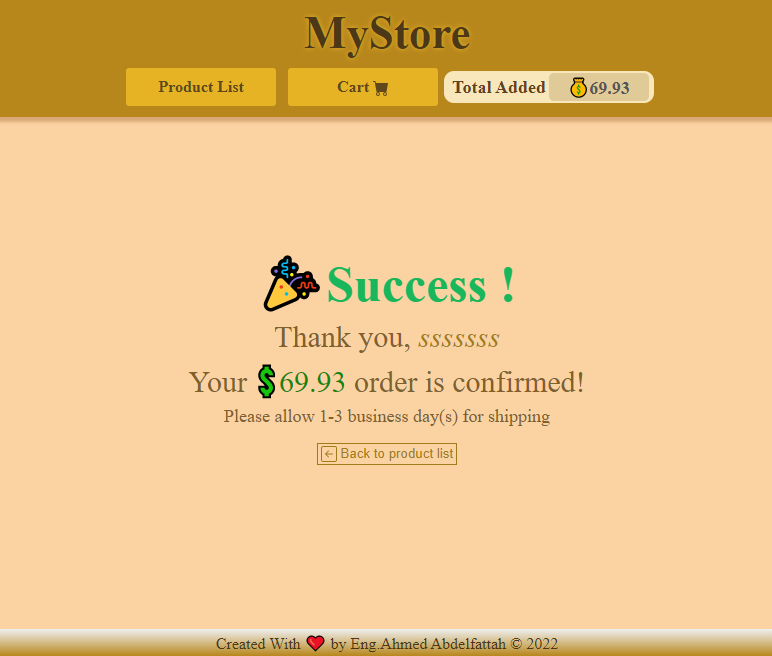 MyStore
Product List Cart Total Added 69.93
Success !
Thank you, sssssss
Your $69.93 order is confirmed!
Please allow 1-3 business day(s) for shipping
Back to product list
Created With by Eng.Ahmed Abdelfattah © 2022